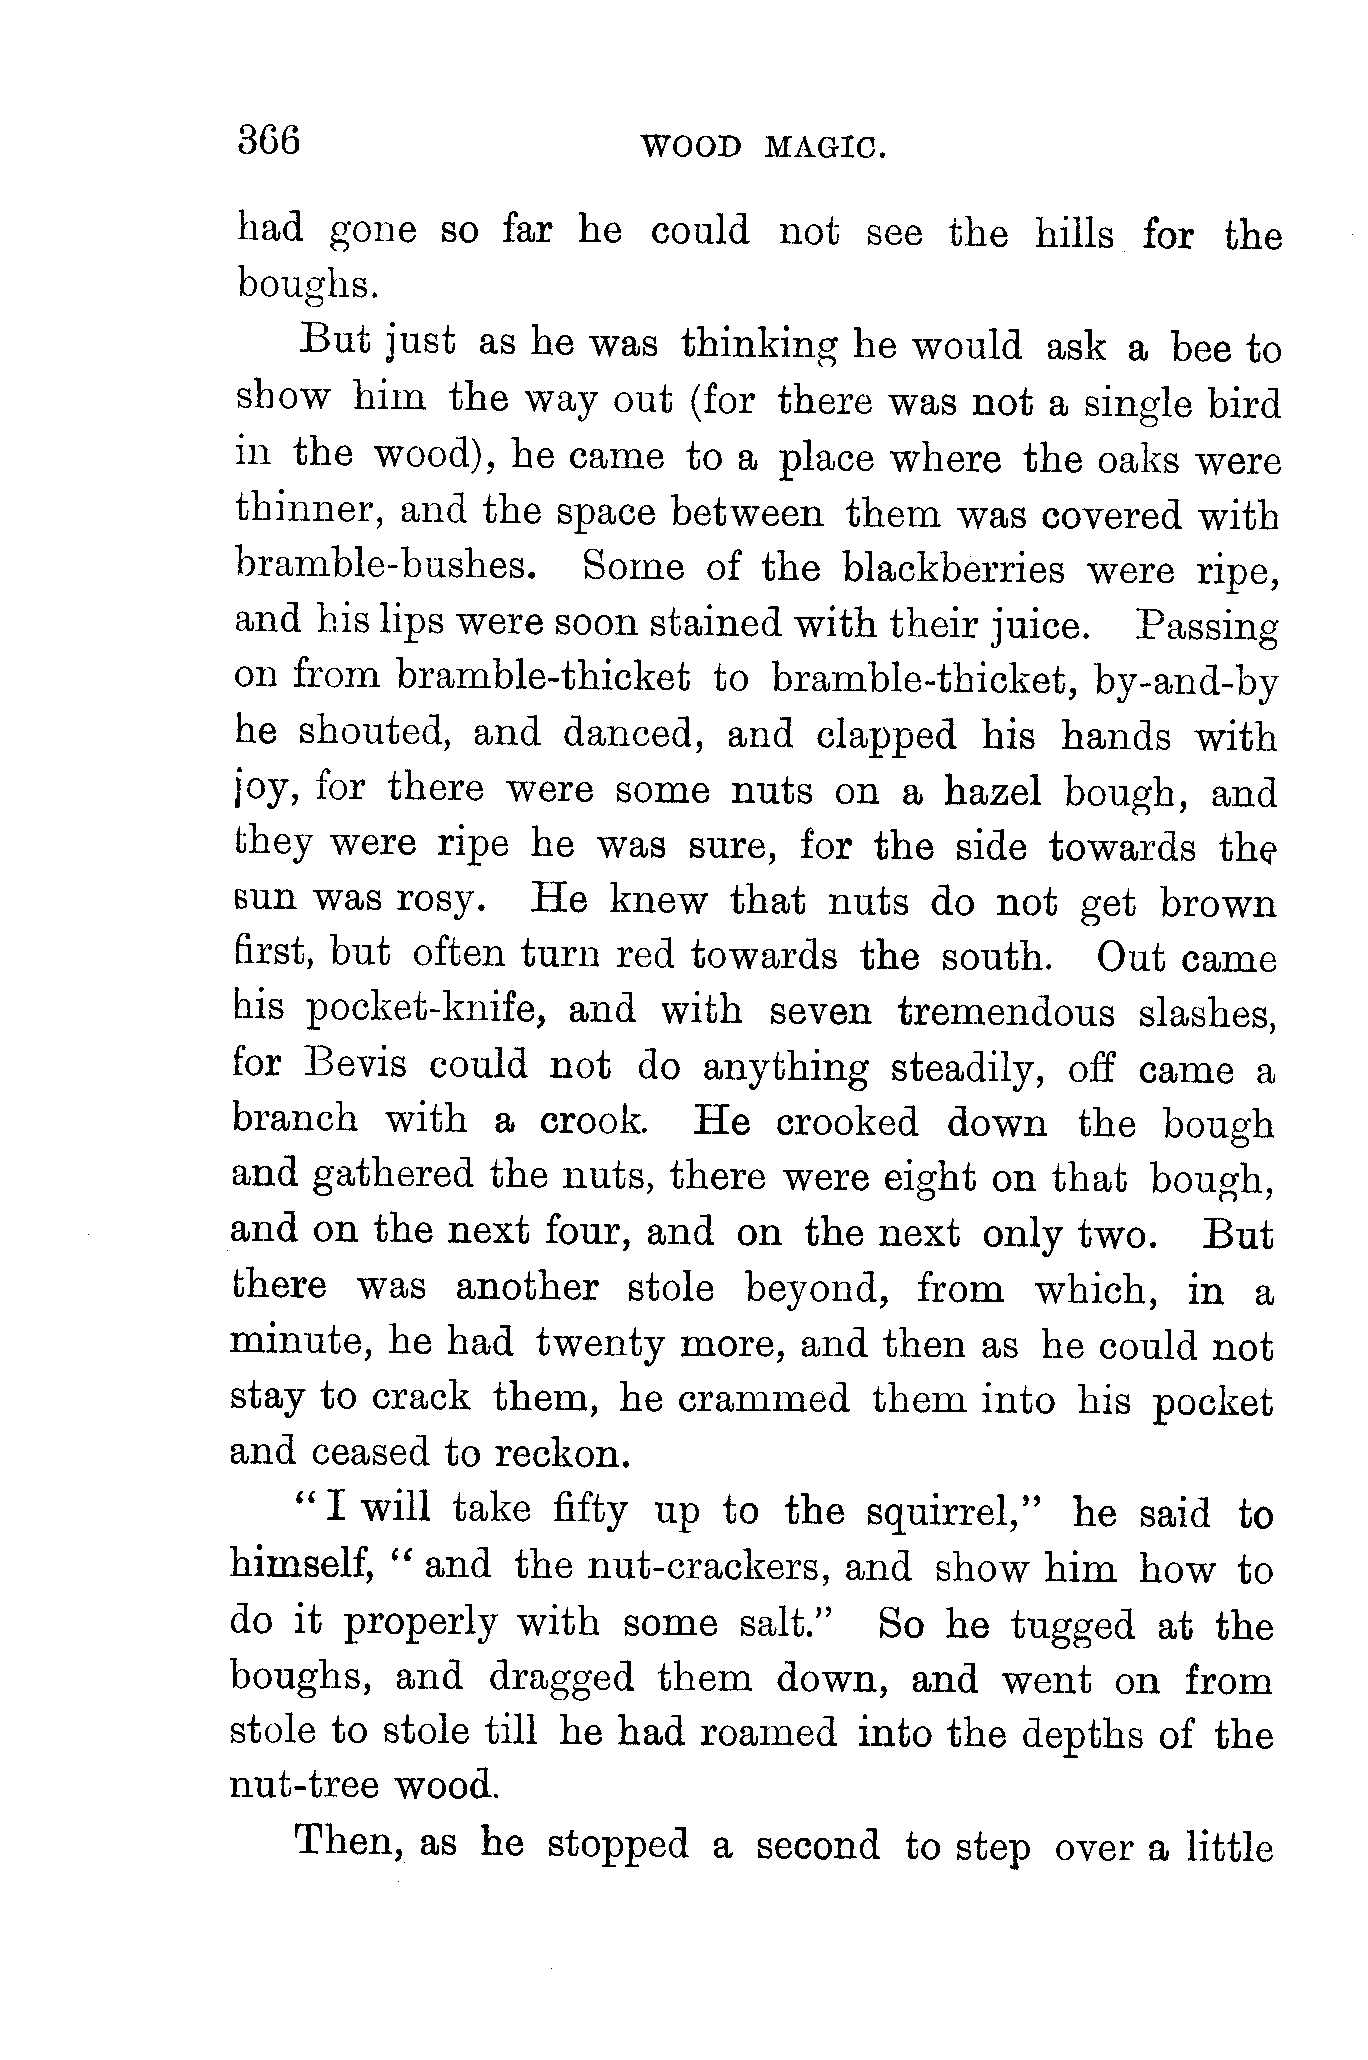 366 WOOD MAGIC.
had gone so far he could not see the hills for the
boughs.
But just as he was thinking he would ask a bee to
show him the way out (for there was not a single bird
in the wood), he came to a place where the oaks were
thinner, and the space between them was covered with
bramble-bushes. Some of the blackberries were ripe,
and his lips were soon stained with their juice. Passing
on from bramble-thicket to bramble-thicket, by-and-by
he shouted, and danced, and clapped his hands with
joy, for there were some nuts on a hazel bough, and
they were ripe he was sure, for the side towards the
sun was rosy. He knew that nuts do not get brown
first, but often turn red towards the south. Out came
his pocket-knife, and with seven tremendous slashes,
for Bevis could not do anything steadily, off came a
branch with a crook. He crooked down the bough
and gathered the nuts, there were eight on that bough,
and on the next four, and on the next only two. But
there was another stole beyond, from which, in a
minute, he had twenty more, and then as he could not
stay to crack them, he crammed them into his pocket
and ceased to reckon.
“I will take fifty up to the squirrel,” he said to
himself, “and the nut-crackers, and show him how to
do it properly with some salt.” So he tugged at the
boughs, and dragged them down, and went on from
stole to stole till he had roamed into the depths of the
nut-tree wood.
Then, as he stopped a second to step over a little